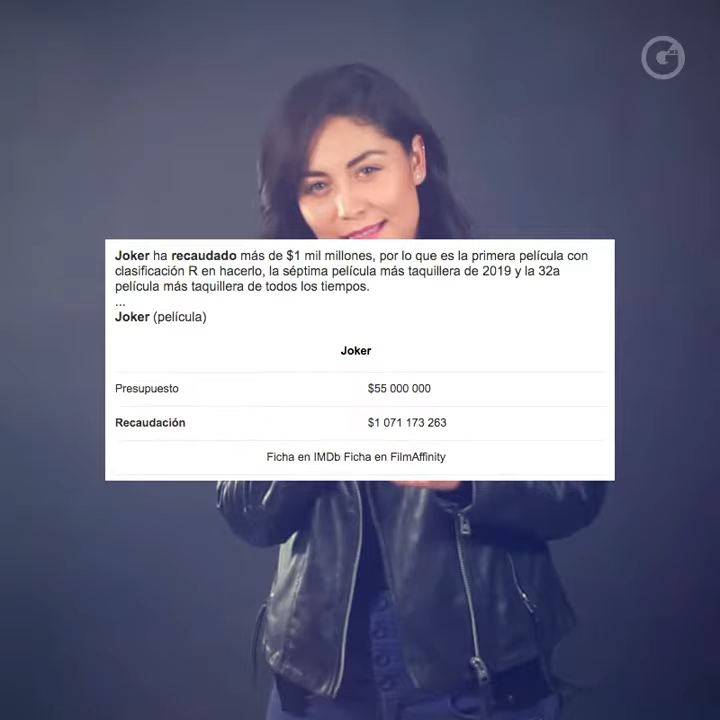 Joker ha recaudado más de $1 mil millones, por lo que es la primera película con
clasificación R en hacerlo, la séptima película más taquillera de 2019 y la 32a
película más taquillera de todos los tiempos.
...
Joker (película)
Joker
Presupuesto $55 000 000
Recaudación $1 071 173 263
Ficha en IMDb Ficha en FilmAffinity